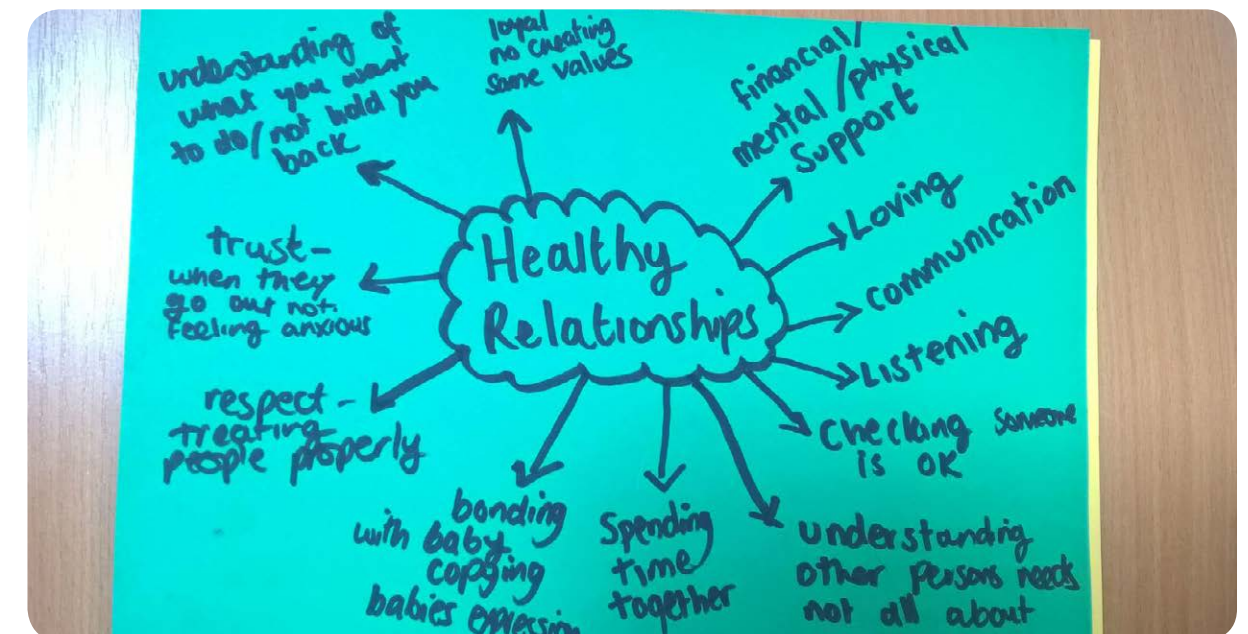 Healthy
Relationships
loyal
no cheating
same values
financial/
mental/physical
Support
Loving
communication
Listening
Checking someone
is OK
understanding
other persons needs
not all about
Spending
time
together
bonding
with baby
copying
babies expression
respect -
treating
people properly
trust -
when they
go out not
feeling anxious
understanding of
what you want
to do/not hold you
back